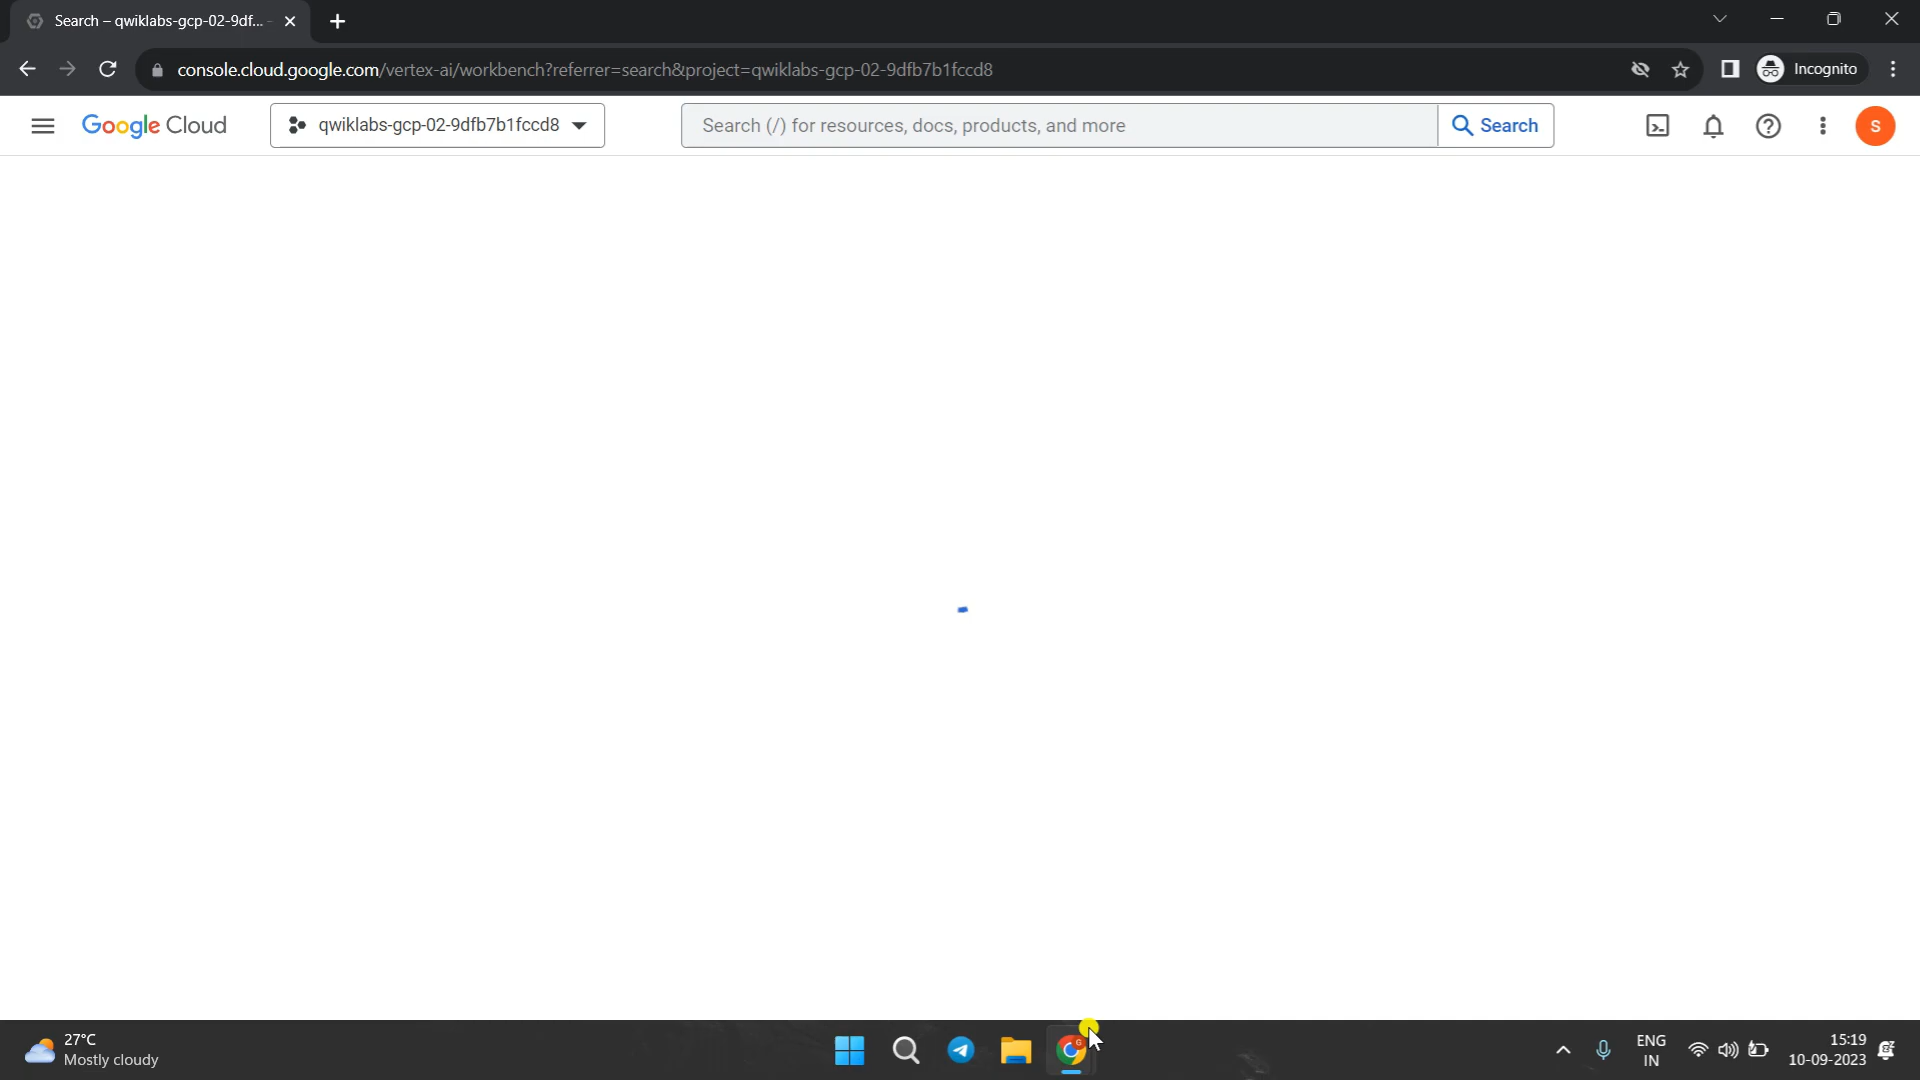 Search – qwiklabs-gcp-02-9df...
console.cloud.google.com/vertex-ai/workbench?referrer=search&project=qwiklabs-gcp-02-9dfb7b1fccd8
Incognito
Google Cloud
qwiklabs-gcp-02-9dfb7b1fccd8
Search (/) for resources, docs, products, and more
Search
S
27°C
Mostly cloudy
ENG
IN
15:19
10-09-2023